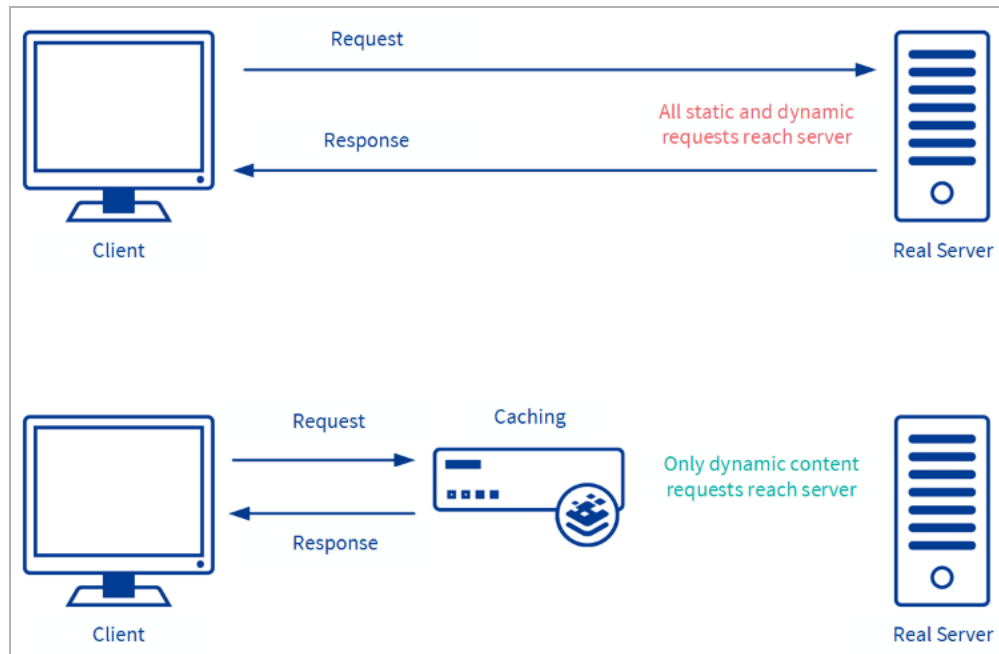 Request
All static and dynamic
requests reach server
Response
Client
Real Server
Caching
Request
Only dynamic content
requests reach server
Response
Client
Real Server